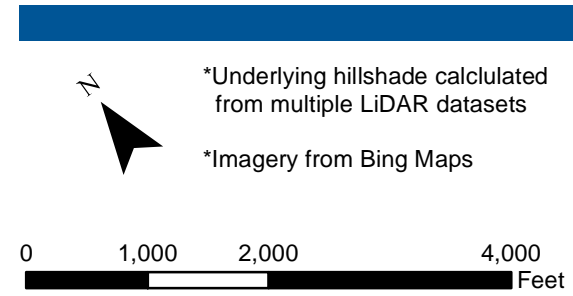 N
*Underlying hillshade calclulated
from multiple LiDAR datasets
*Imagery from Bing Maps
0 1,000 2,000 4,000
Feet